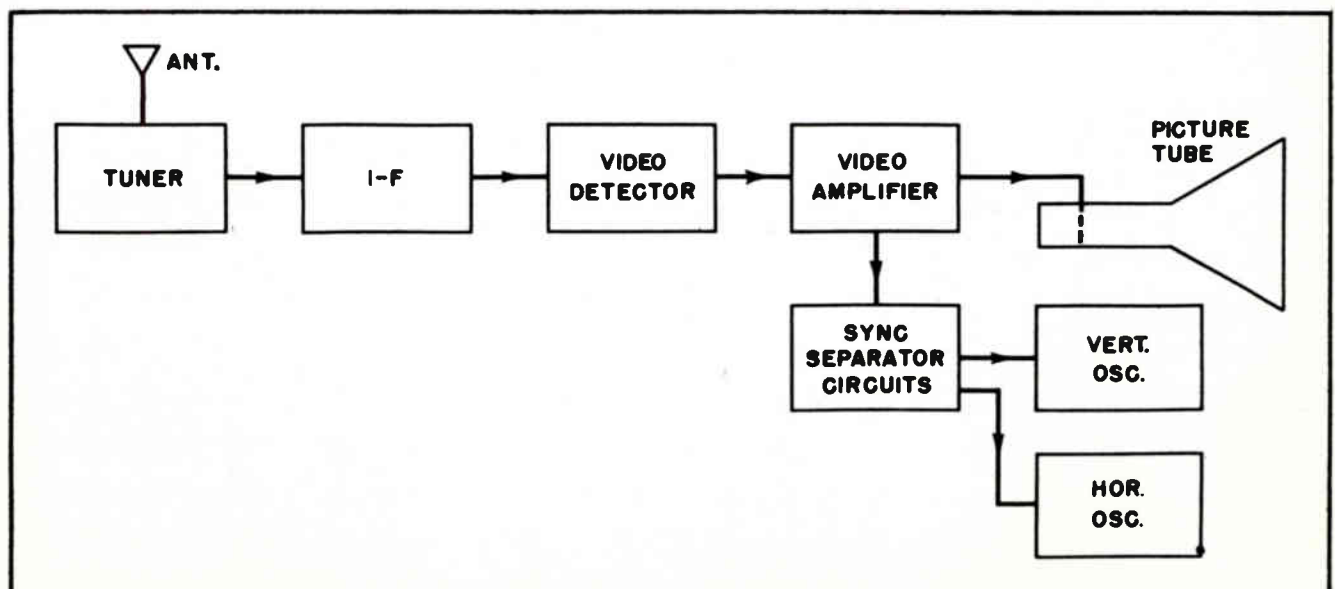 ANT.
TUNER
I-F
VIDEO
DETECTOR
VIDEO
AMPLIFIER
PICTURE
TUBE
SYNC
SEPARATOR
CIRCUITS
VERT.
OSC.
HOR.
OSC.